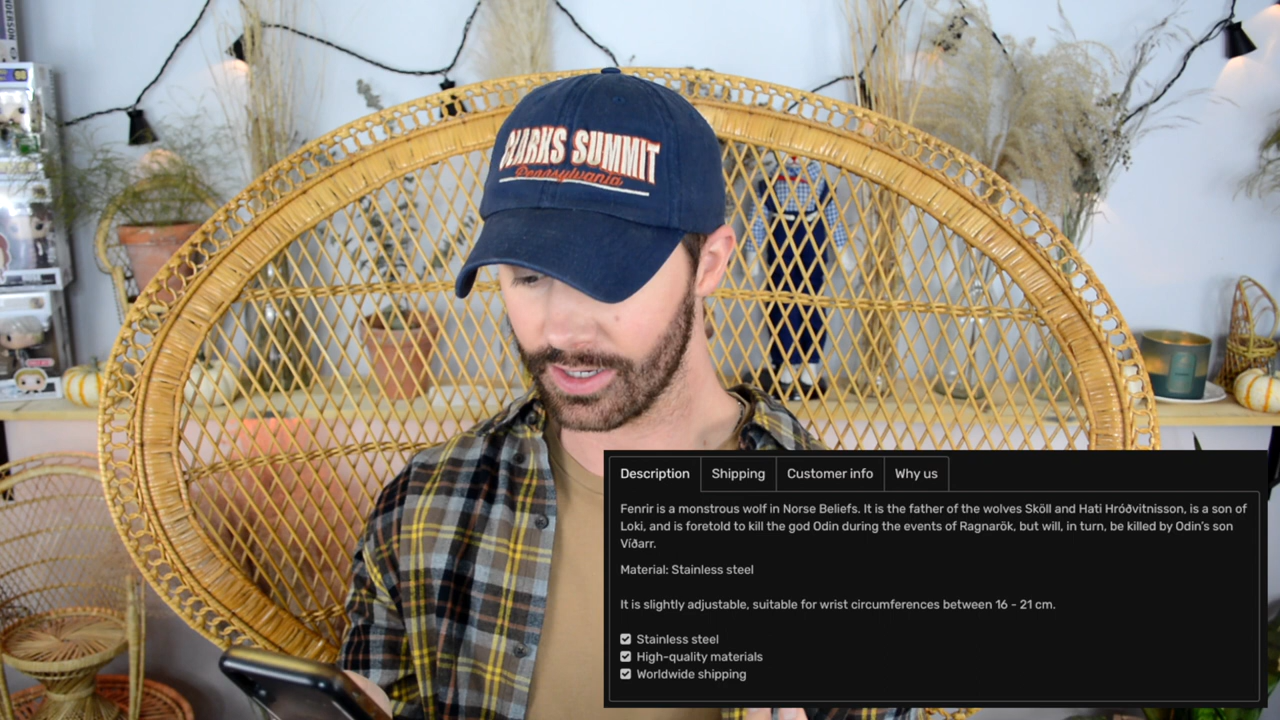 CLARKS SUMMIT
Pennsylvania
Description
Shipping
Customer info
Why us
Fenrir is a monstrous wolf in Norse Beliefs. It is the father of the wolves Sköll and Hati Hróðvitnisson, is a son of
Loki, and is foretold to kill the god Odin during the events of Ragnarök, but will, in turn, be killed by Odin's son
Víðarr.
Material: Stainless steel
It is slightly adjustable, suitable for wrist circumferences between 16 - 21 cm.
Stainless steel
High-quality materials
Worldwide shipping